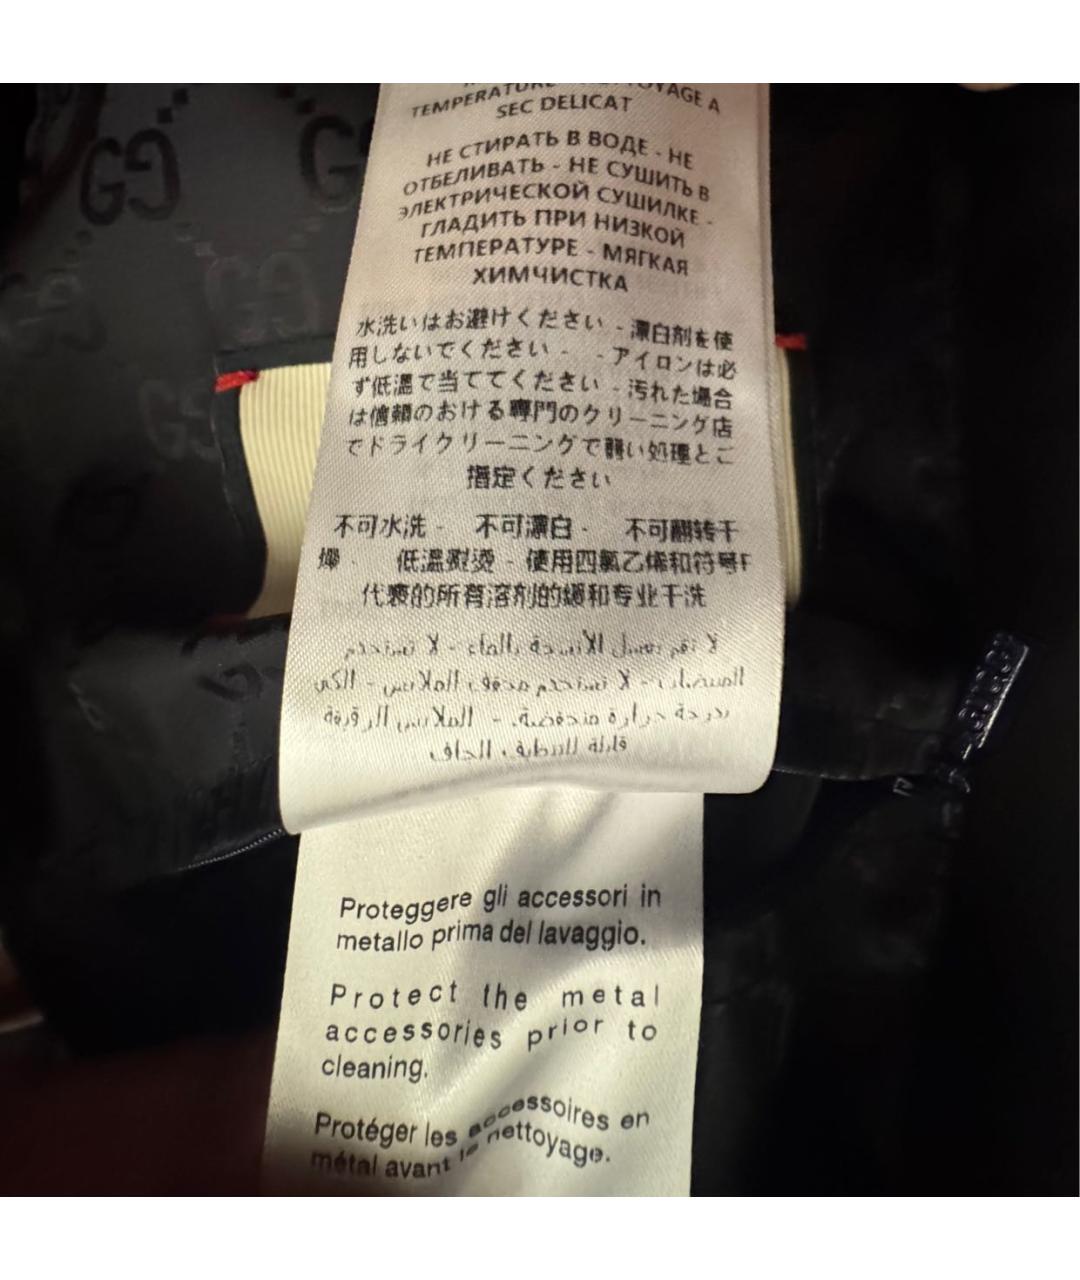 TEMPERATURE TOYAGE A
SEC DELICAT
НЕ СТИРАТЬ В ВОДЕ - НЕ
ОТБЕЛИВАТЬ - НЕ СУШИТЬ В
ЭЛЕКТРИЧЕСКОЙ СУШИЛКЕ -
ГЛАДИТЬ ПРИ НИЗКОЙ
ТЕМПЕРАТУРЕ - МЯГКАЯ
ХИМЧИСТКА
水洗いはお避けください - 漂白剤を使
用しないでください - - アイロンは必
ず低温で当ててください - 汚れた場合
は信頼のおける専門のクリーニング店
でドライクリーニングで い処理とご
指定ください
不可水洗 - 不可漂白 - 不可翻转干
燥 - 低温熨烫 - 使用四氯乙烯和符号F
代表的所有溶剂的缓和专业干洗
Proteggere gli accessori in
metallo prima del lavaggio.
Protect the metal
accessories prior to
cleaning.
Protéger les accessoires en
métal avant le nettoyage.
GG